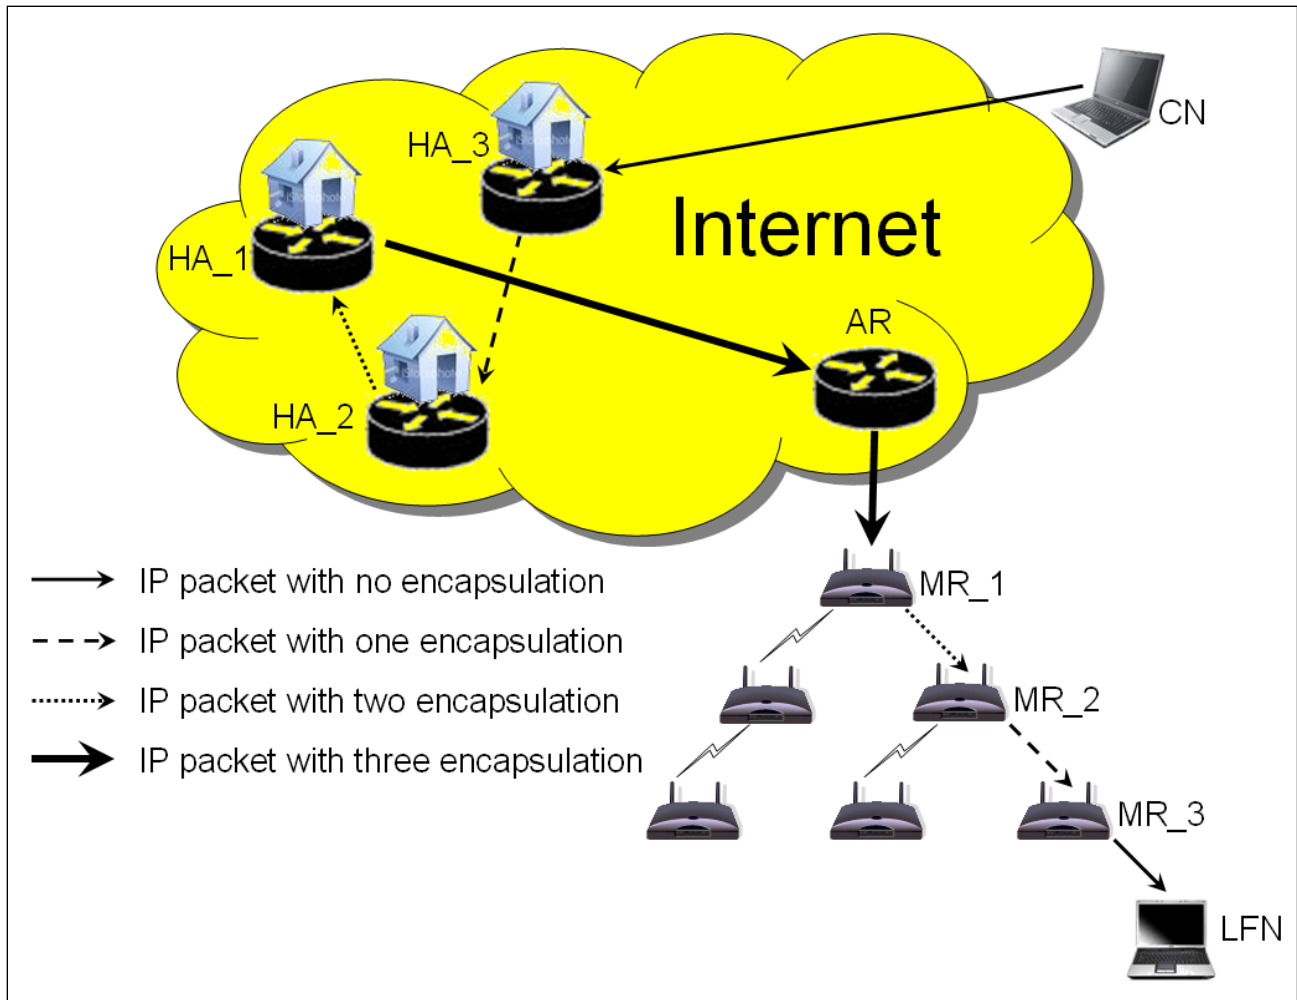 CN
HA_3
Internet
HA_1
AR
HA_2
IP packet with no encapsulation
MR_1
IP packet with one encapsulation
IP packet with two encapsulation
MR_2
IP packet with three encapsulation
MR_3
LFN